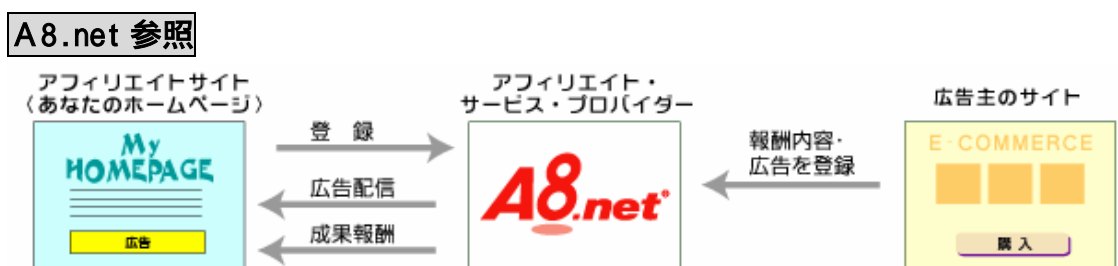 A8.net 参照
アフィリエイトサイト
(あなたのホームページ)
My
HOMEPAGE
広告
登 録
広告配信
成果報酬
アフィリエイト・
サービス・プロバイダー
A8.net
報酬内容・
広告を登録
広告主のサイト
E-COMMERCE
購 入